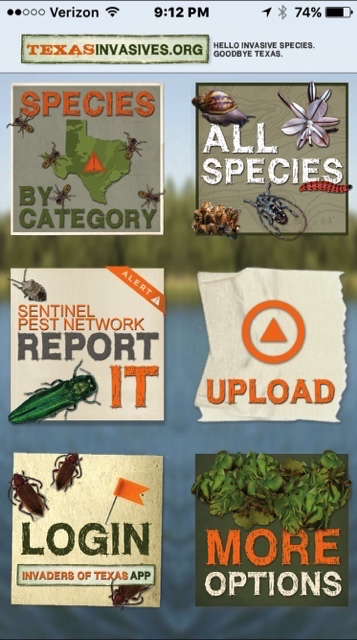 Verizon 9:12 PM 74%
TEXASINVASIVES.ORG
HELLO INVASIVE SPECIES.
GOODBYE TEXAS.
SPECIES
BY
CATEGORY
ALL
SPECIES
ALERT
SENTINEL
PEST NETWORK
REPORT
IT
UPLOAD
LOGIN
INVADERS OF TEXAS APP
MORE
OPTIONS